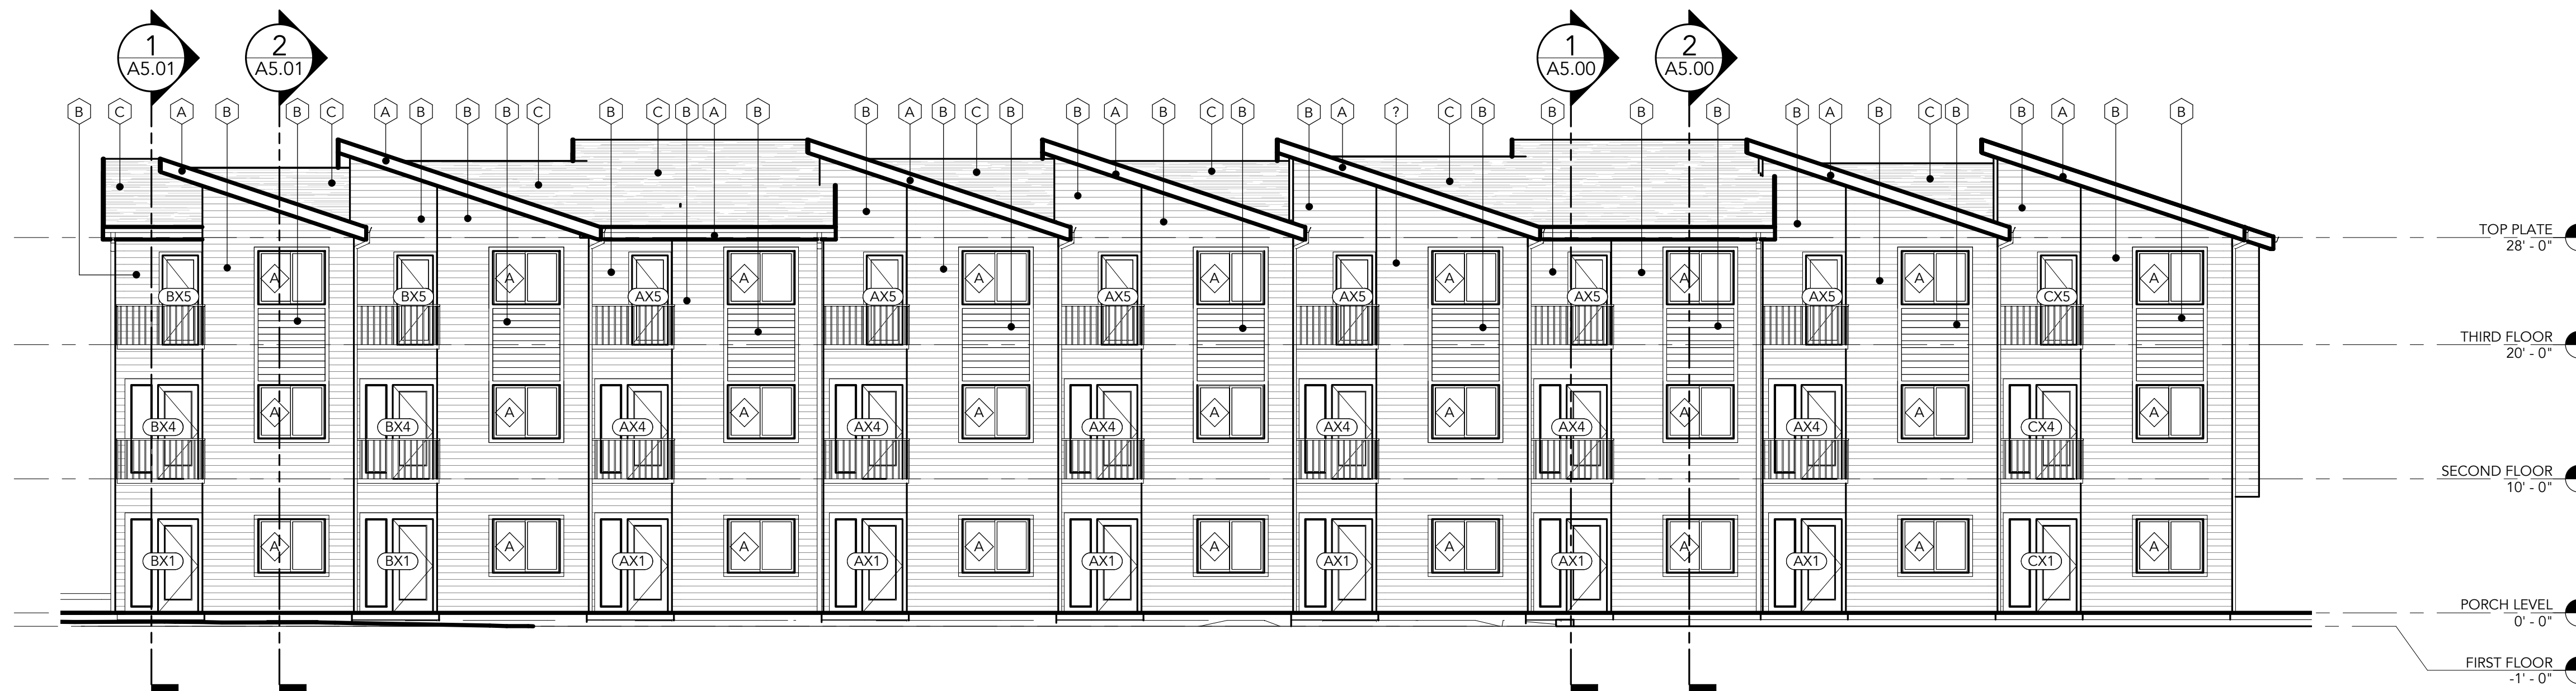 1
A5.01
2
A5.01
1
A5.00
2
A5.00
B C A B B C A B B B C B C B A B B A B C B B A B C B B A ? C B B B B B A B C B B A B B
TOP PLATE
28' - 0"
A A A A A A A A A
BX5 BX5 AX5 AX5 AX5 AX5 AX5 AX5 CX5
THIRD FLOOR
20' - 0"
A A A A A A A A A
BX4 BX4 AX4 AX4 AX4 AX4 AX4 AX4 CX4
SECOND FLOOR
10' - 0"
A A A A A A A A A
BX1 BX1 AX1 AX1 AX1 AX1 AX1 AX1 CX1
PORCH LEVEL
0' - 0"
FIRST FLOOR
-1' - 0"